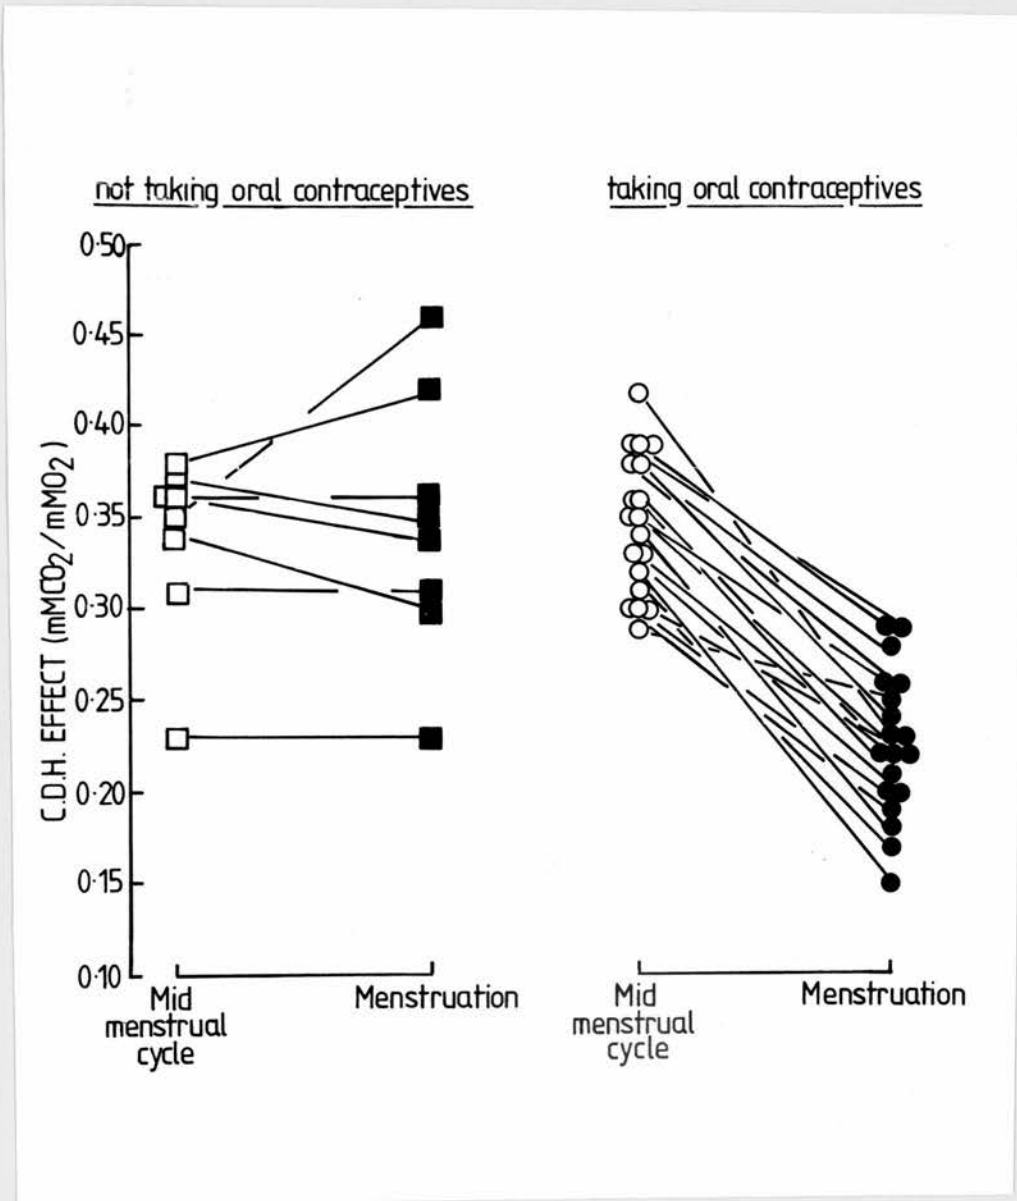 not taking oral contraceptives
taking oral contraceptives
0·50
0·45
0·40
0·35
0·30
0·25
0·20
0·15
0·10
C.D.H. EFFECT (mMCO₂/mMO₂)
Mid
menstrual
cycle
Menstruation
Mid
menstrual
cycle
Menstruation